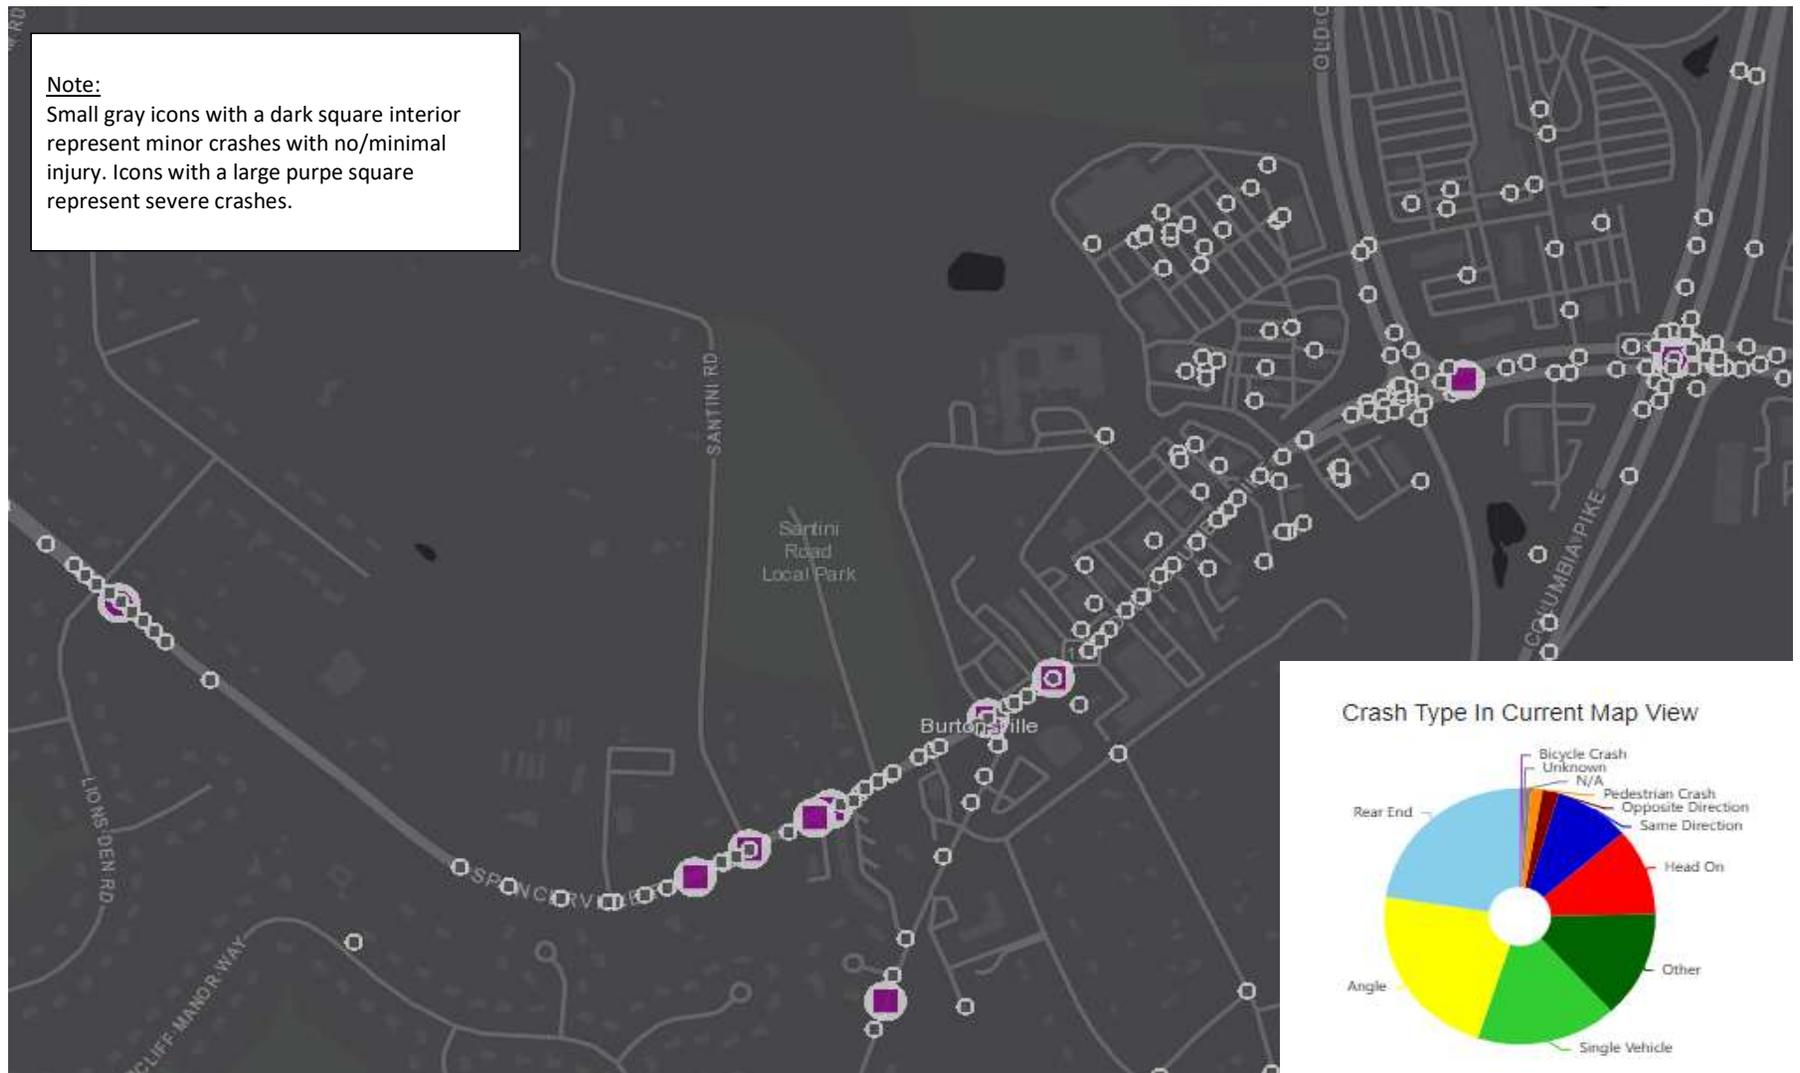 Note:
Small gray icons with a dark square interior
represent minor crashes with no/minimal
injury. Icons with a large purpe square
represent severe crashes.
SANTINI RD
Santini
Road
Local Park
COLUMBIA PIKE
Burtonsville
LIONS DEN RD
CLIFF MANOR WAY
Crash Type In Current Map View
Bicycle Crash
Unknown
N/A
Pedestrian Crash
Opposite Direction
Same Direction
Rear End
Head On
Other
Angle
Single Vehicle